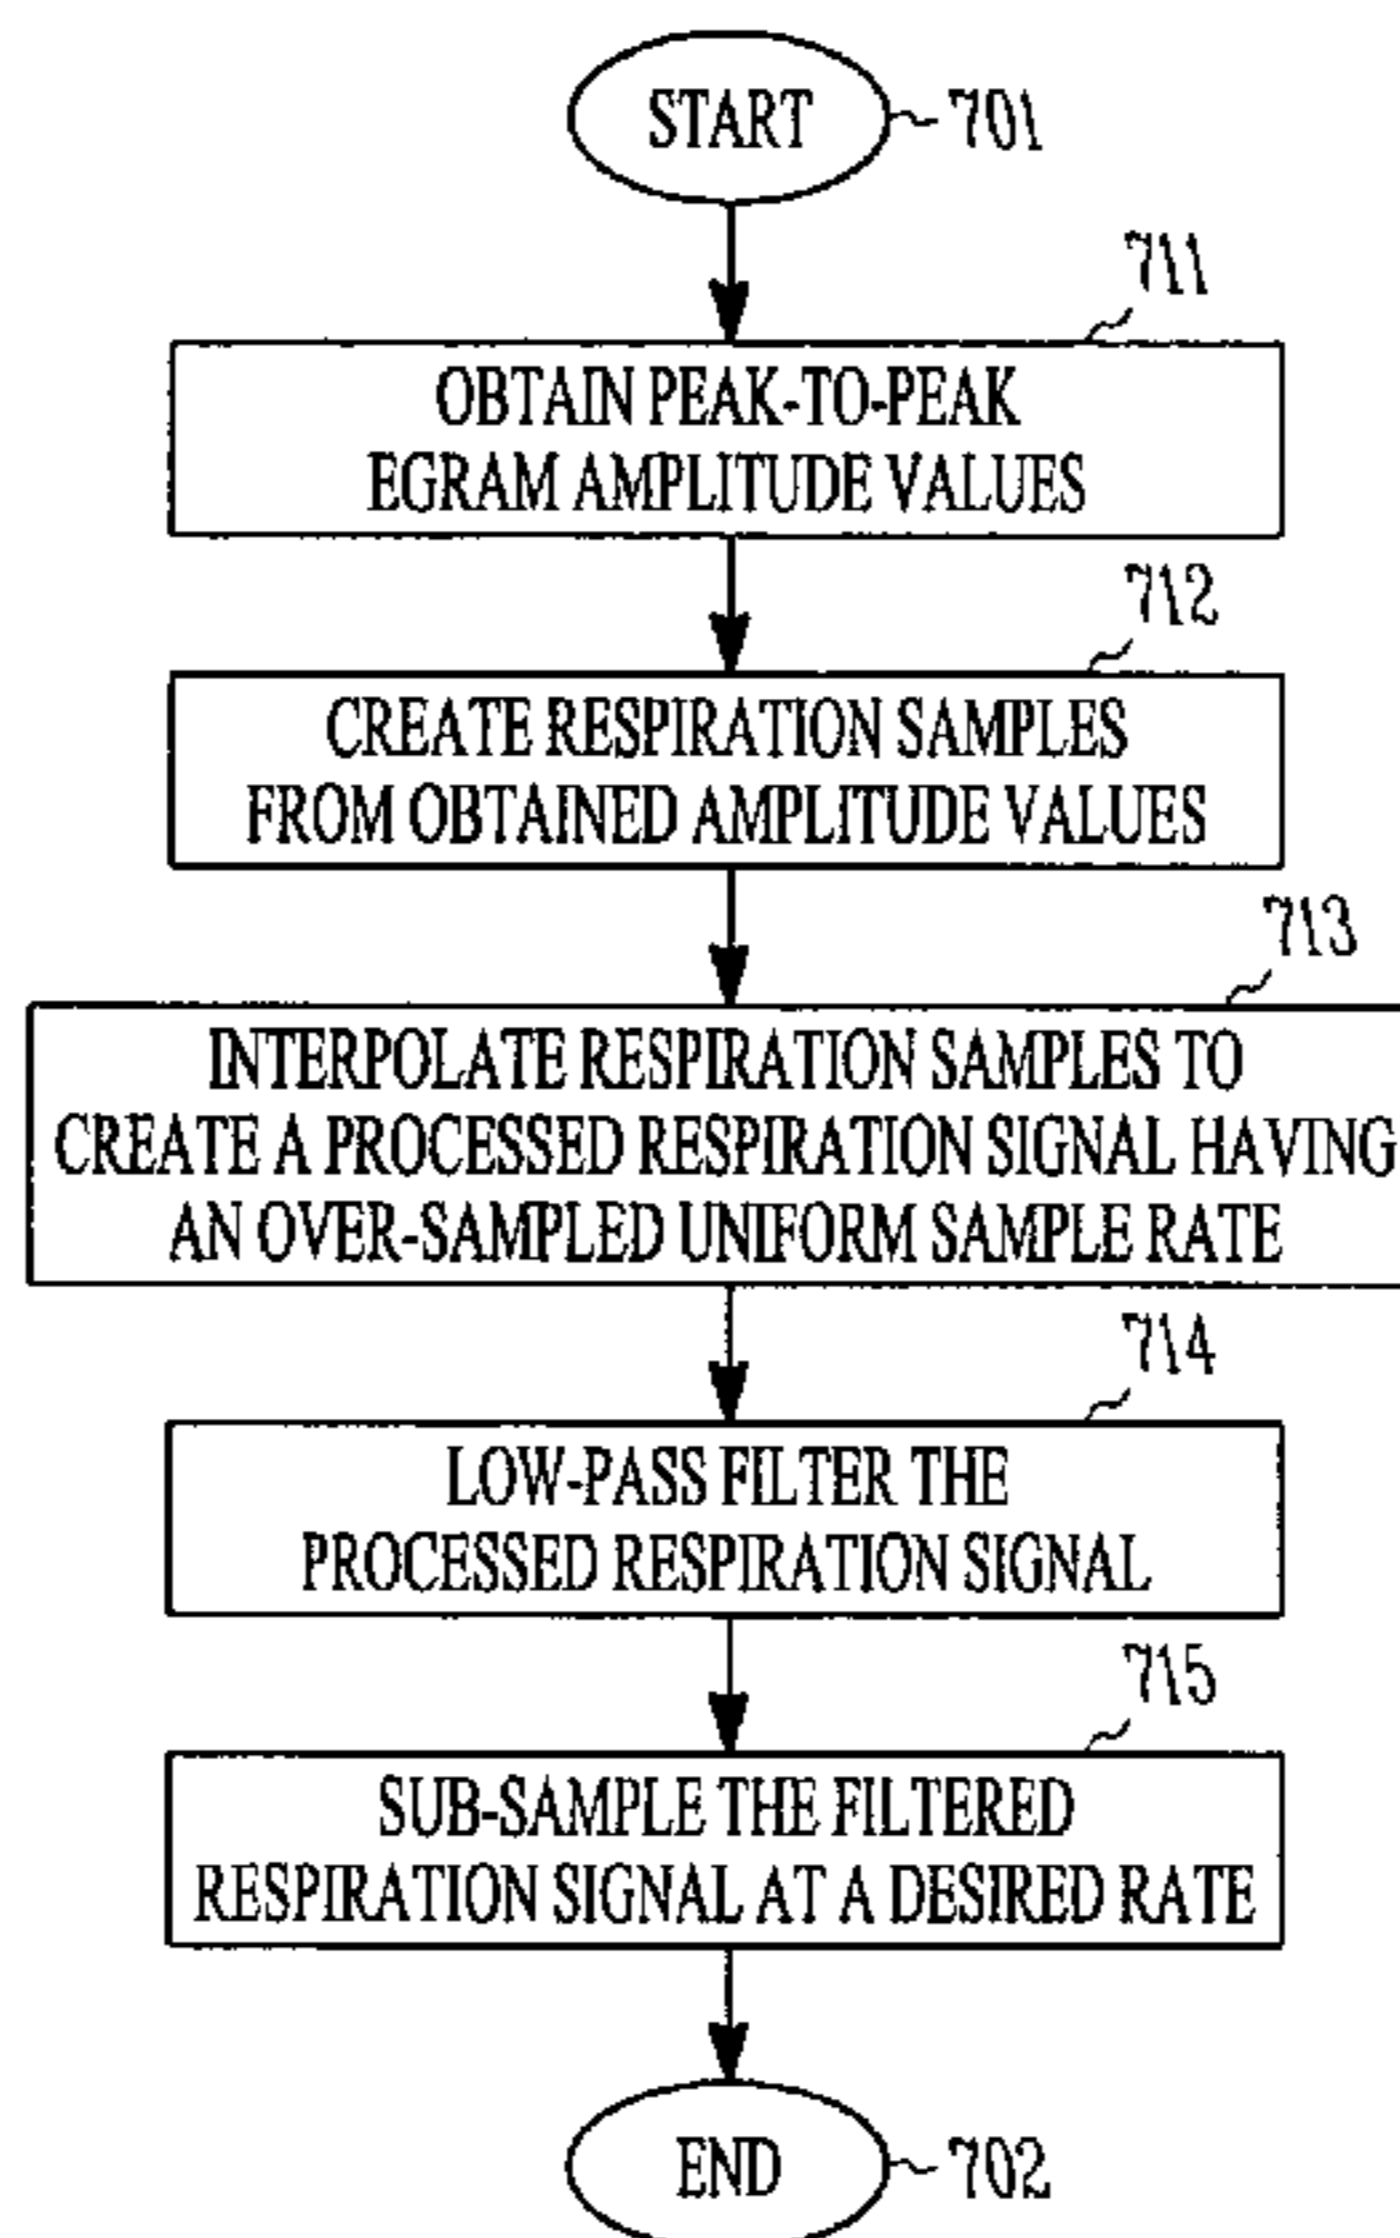 START
701
711
OBTAIN PEAK-TO-PEAK
EGRAM AMPLITUDE VALUES
712
CREATE RESPIRATION SAMPLES
FROM OBTAINED AMPLITUDE VALUES
713
INTERPOLATE RESPIRATION SAMPLES TO
CREATE A PROCESSED RESPIRATION SIGNAL HAVING
AN OVER-SAMPLED UNIFORM SAMPLE RATE
714
LOW-PASS FILTER THE
PROCESSED RESPIRATION SIGNAL
715
SUB-SAMPLE THE FILTERED
RESPIRATION SIGNAL AT A DESIRED RATE
END
702